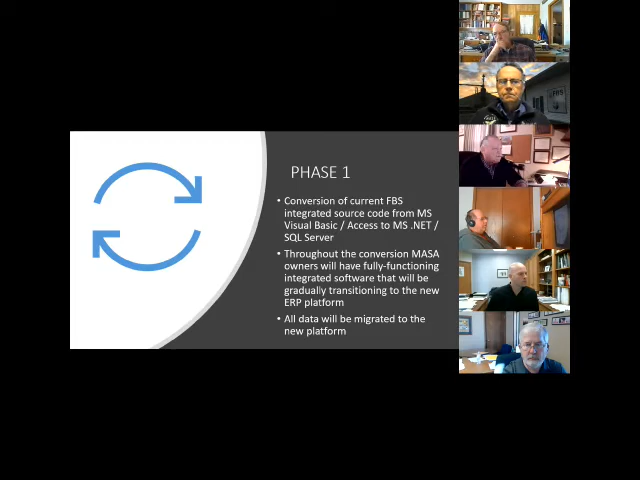 PHASE 1
• Conversion of current FBS
integrated source code from MS
Visual Basic / Access to MS .NET /
SQL Server
• Throughout the conversion MASA
owners will have fully-functioning
integrated software that will be
gradually transitioning to the new
ERP platform
• All data will be migrated to the
new platform
FBS